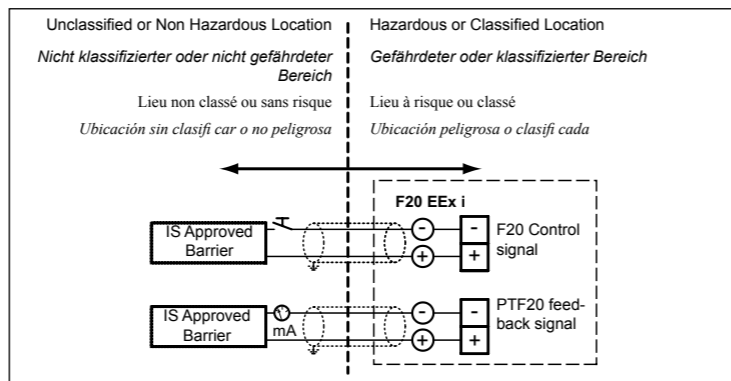 Unclassified or Non Hazardous Location
Nicht klassifizierter oder nicht gefährdeter
Bereich
Lieu non classé ou sans risque
Ubicación sin clasifi car o no peligrosa
Hazardous or Classified Location
Gefährdeter oder klassifizierter Bereich
Lieu à risque ou classé
Ubicación peligrosa o clasifi cada
F20 EEx i
IS Approved
Barrier
- -
+ +
F20 Control
signal
IS Approved
Barrier
mA
- -
+ +
PTF20 feed-
back signal